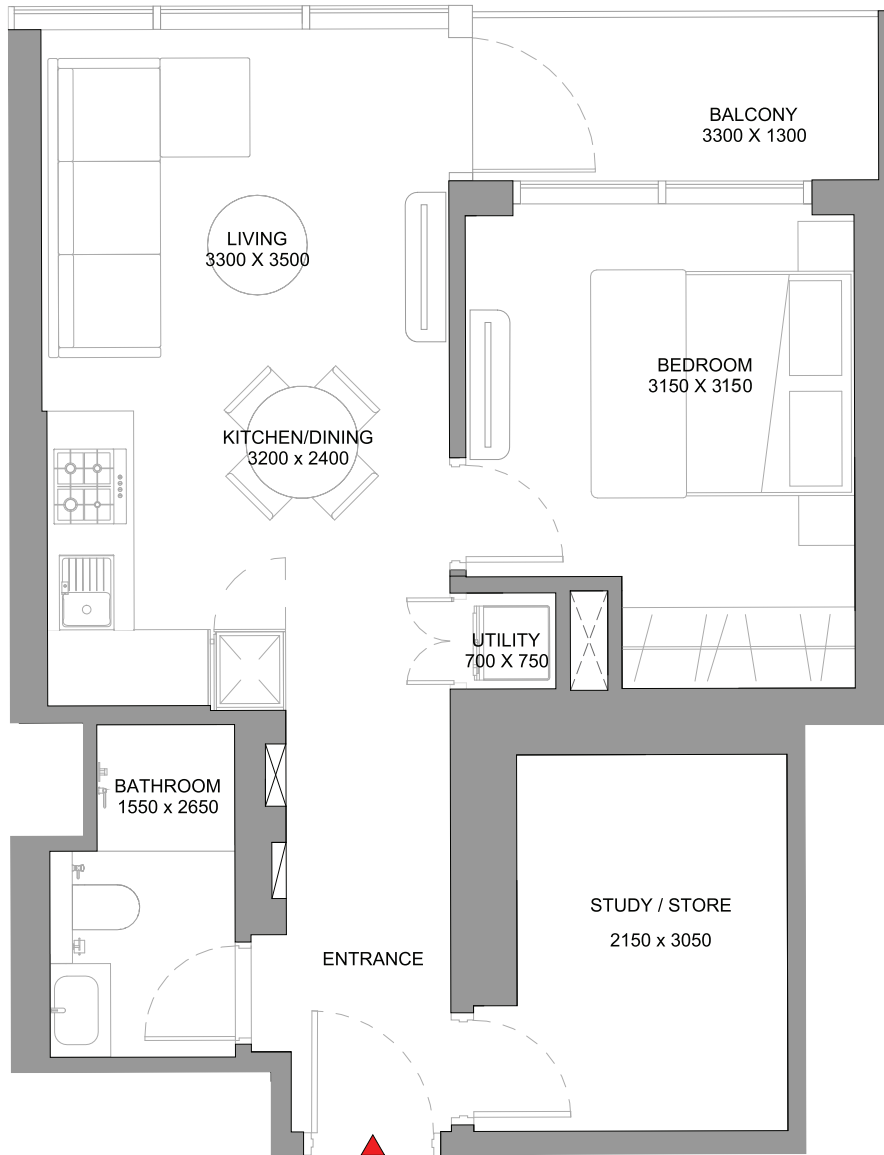 BALCONY
3300 X 1300
LIVING
3300 X 3500
BEDROOM
3150 X 3150
KITCHEN/DINING
3200 x 2400
UTILITY
700 X 750
BATHROOM
1550 x 2650
STUDY / STORE
2150 x 3050
ENTRANCE